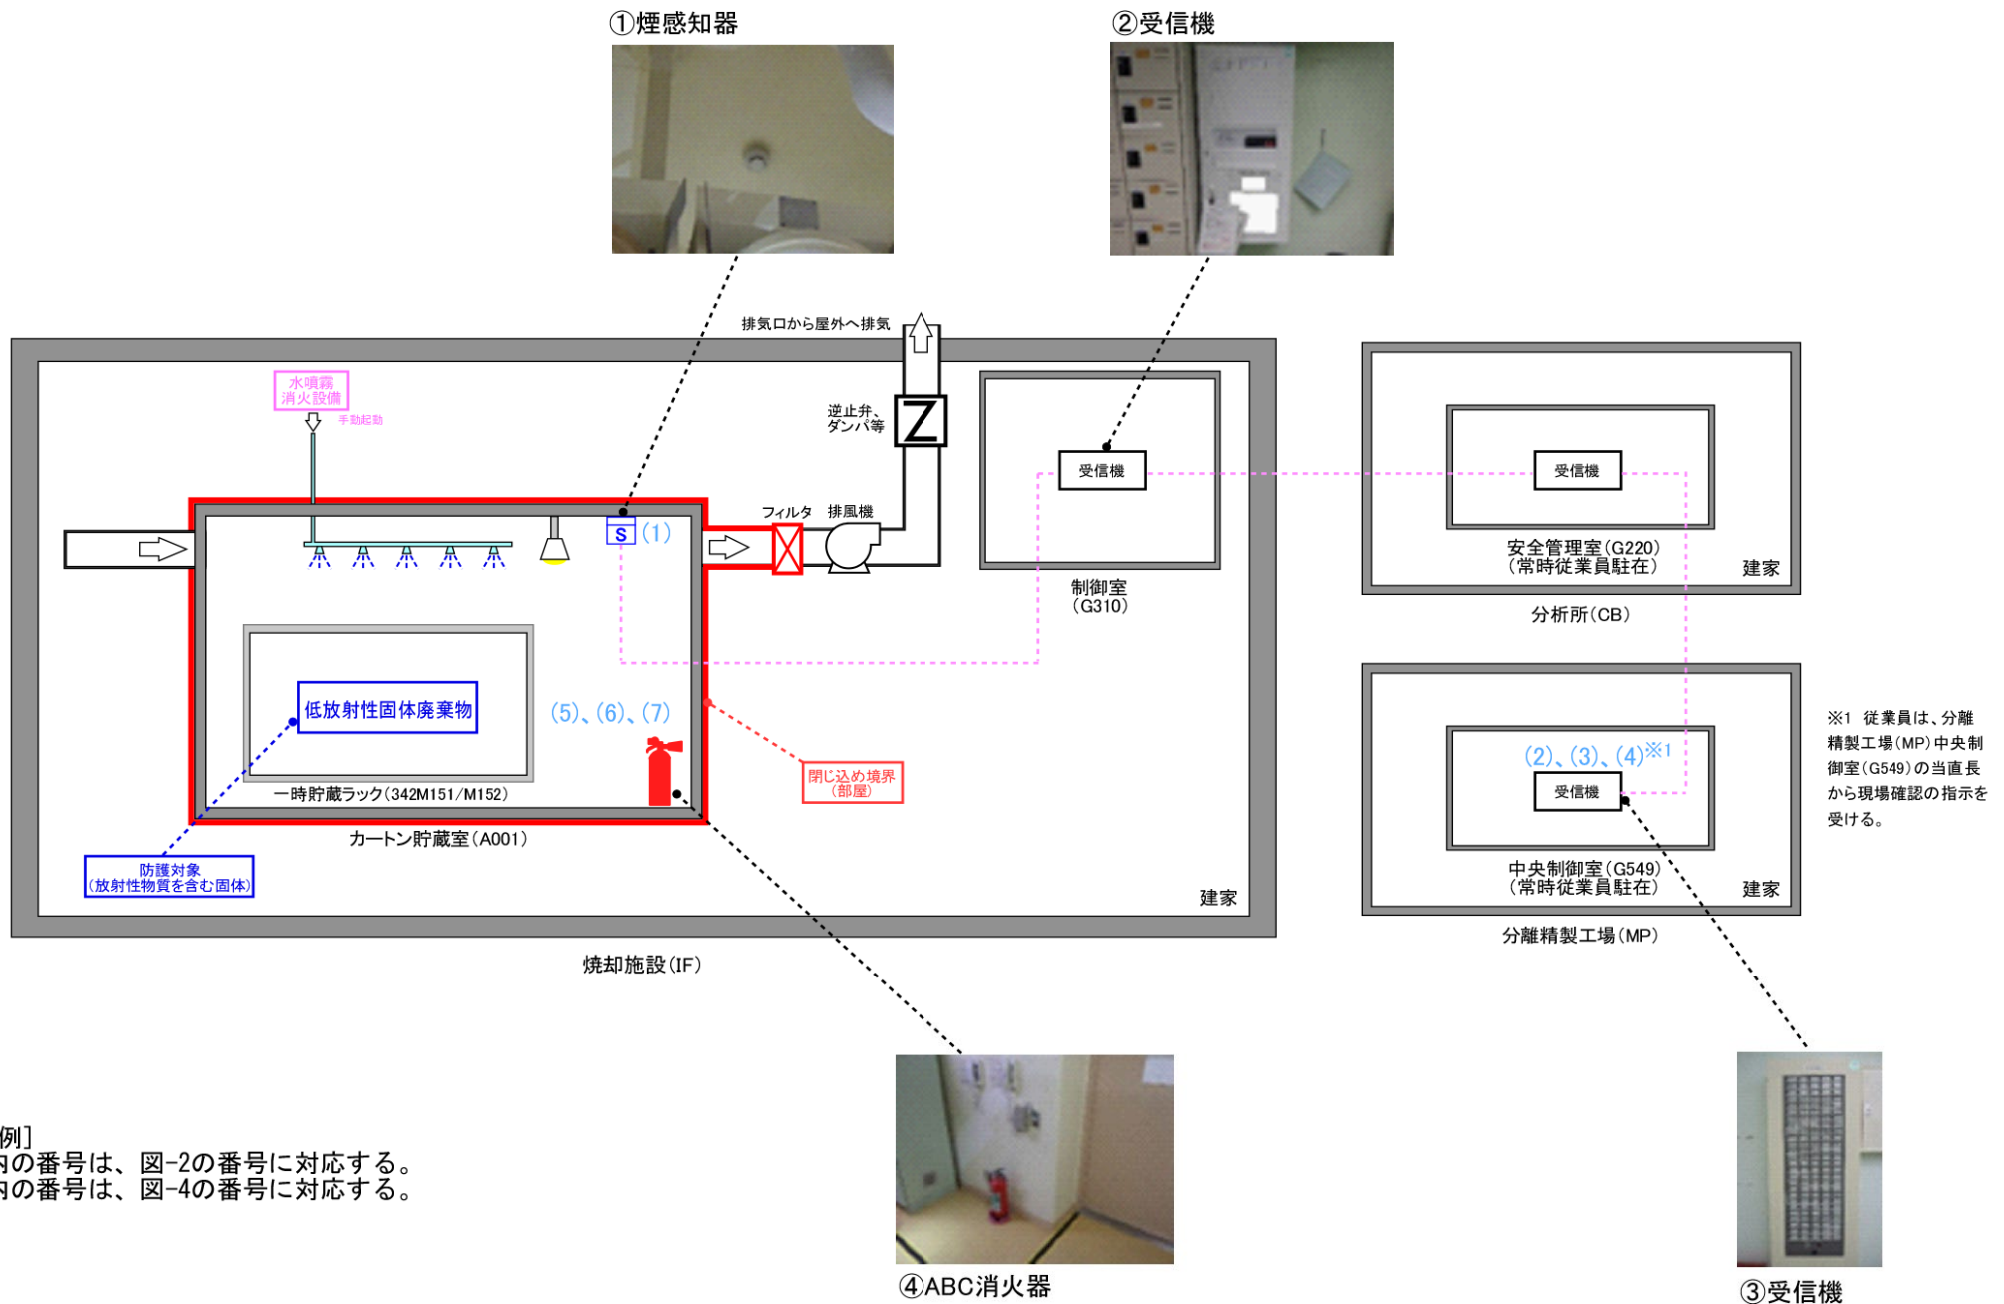 ①煙感知器
②受信機
排気口から屋外へ排気
水噴霧
消火設備
手動起動
逆止弁、
ダンパ等
受信機
受信機
フィルタ
排風機
S
(1)
安全管理室(G220)
(常時従業員駐在)
建家
制御室
(G310)
分析所(CB)
低放射性固体廃棄物
(5)、(6)、(7)
※1 従業員は、分離
精製工場(MP)中央制
御室(G549)の当直長
から現場確認の指示を
受ける。
(2)、(3)、(4)※1
閉じ込め境界
(部屋)
受信機
一時貯蔵ラック(342M151/M152)
カートン貯蔵室(A001)
防護対象
(放射性物質を含む固体)
中央制御室(G549)
(常時従業員駐在)
建家
建家
分離精製工場(MP)
焼却施設(IF)
例]
内の番号は、図-2の番号に対応する。
内の番号は、図-4の番号に対応する。
④ABC消火器
③受信機